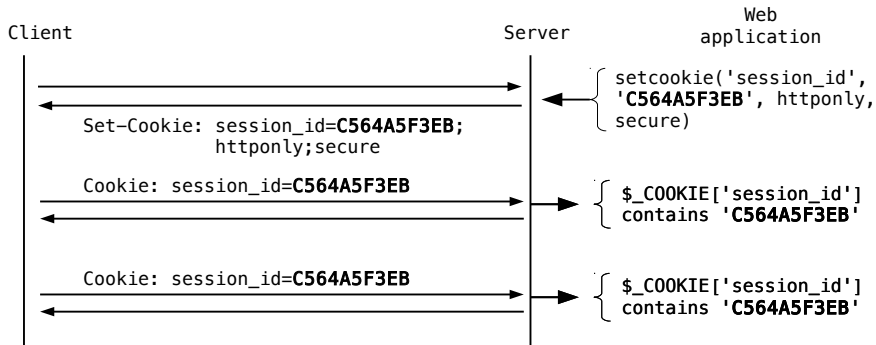 Client
Server
Web
application
setcookie('session_id',
'C564A5F3EB', httponly,
secure)
Set-Cookie: session_id=C564A5F3EB;
httponly;secure
Cookie: session_id=C564A5F3EB
$_COOKIE['session_id']
contains 'C564A5F3EB'
Cookie: session_id=C564A5F3EB
$_COOKIE['session_id']
contains 'C564A5F3EB'